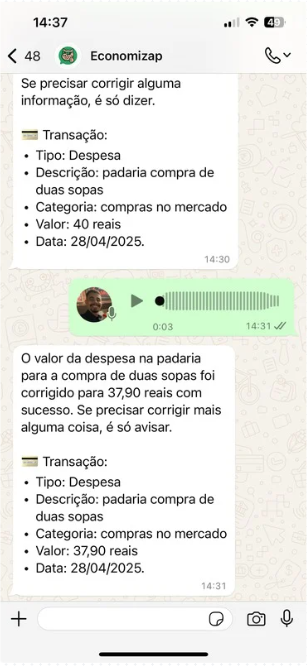 14:37
49
48
Economizap
Se precisar corrigir alguma
informação, é só dizer.
Transação:
• Tipo: Despesa
• Descrição: padaria compra de
duas sopas
• Categoria: compras no mercado
• Valor: 40 reais
• Data: 28/04/2025.
14:30
0:03
14:31
O valor da despesa na padaria
para a compra de duas sopas foi
corrigido para 37,90 reais com
sucesso. Se precisar corrigir mais
alguma coisa, é só avisar.
Transação:
• Tipo: Despesa
• Descrição: padaria compra de
duas sopas
• Categoria: compras no mercado
• Valor: 37,90 reais
• Data: 28/04/2025.
14:31